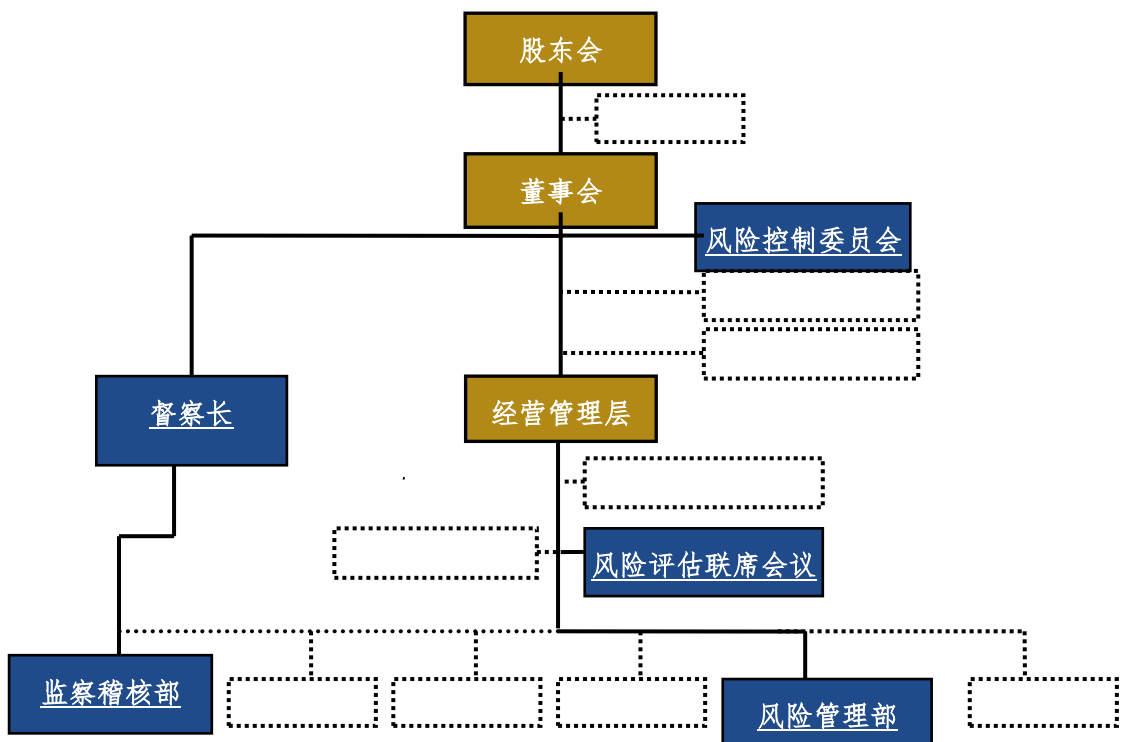 股东会
董事会
风险控制委员会
督察长
经营管理层
风险评估联席会议
监察稽核部
风险管理部